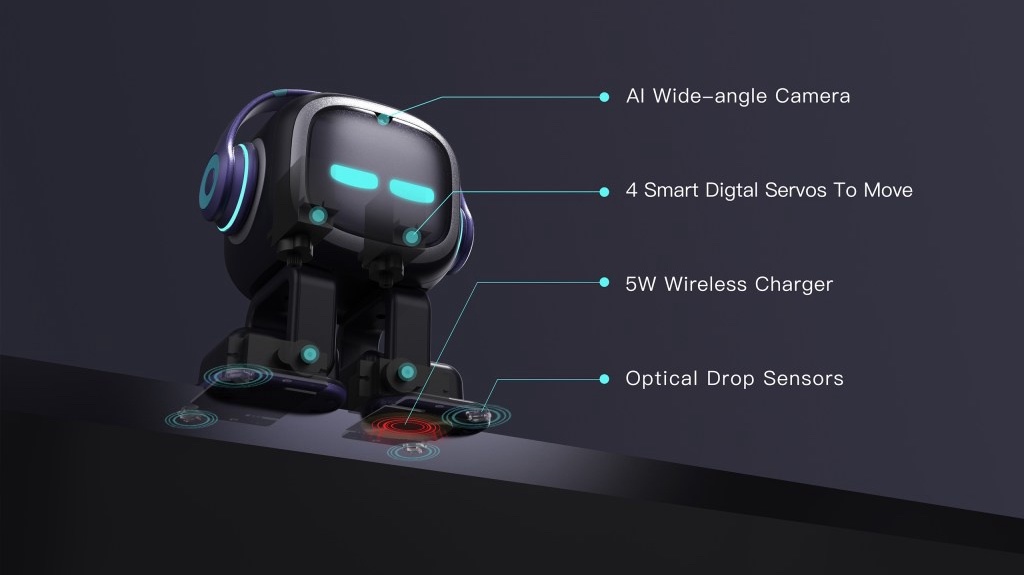 AI Wide-angle Camera
4 Smart Digtal Servos To Move
5W Wireless Charger
Optical Drop Sensors